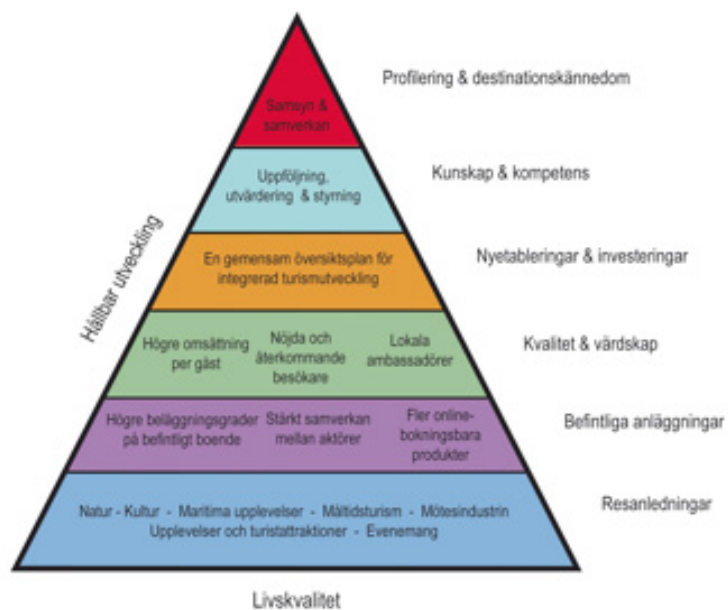 Profilering & destinationskännedom
Samsyn &
samverkan
Kunskap & kompetens
Uppföljning,
utvärdering & styrning
Nyetableringar & investeringar
En gemensam översiktsplan för
integrerad turismutveckling
Hållbar utveckling
Kvalitet & värdskap
Högre omsättning
per gäst
Nöjda och
återkommande
besökare
Lokala
ambassadörer
Befintliga anläggningar
Högre beläggningsgrader
på befintligt boende
Stärkt samverkan
mellan aktörer
Fler online-
bokningsbara
produkter
Resanledningar
Natur - Kultur - Maritima upplevelser - Måltidsturism - Mötesindustrin
Upplevelser och turistattraktioner - Evenemang
Livskvalitet